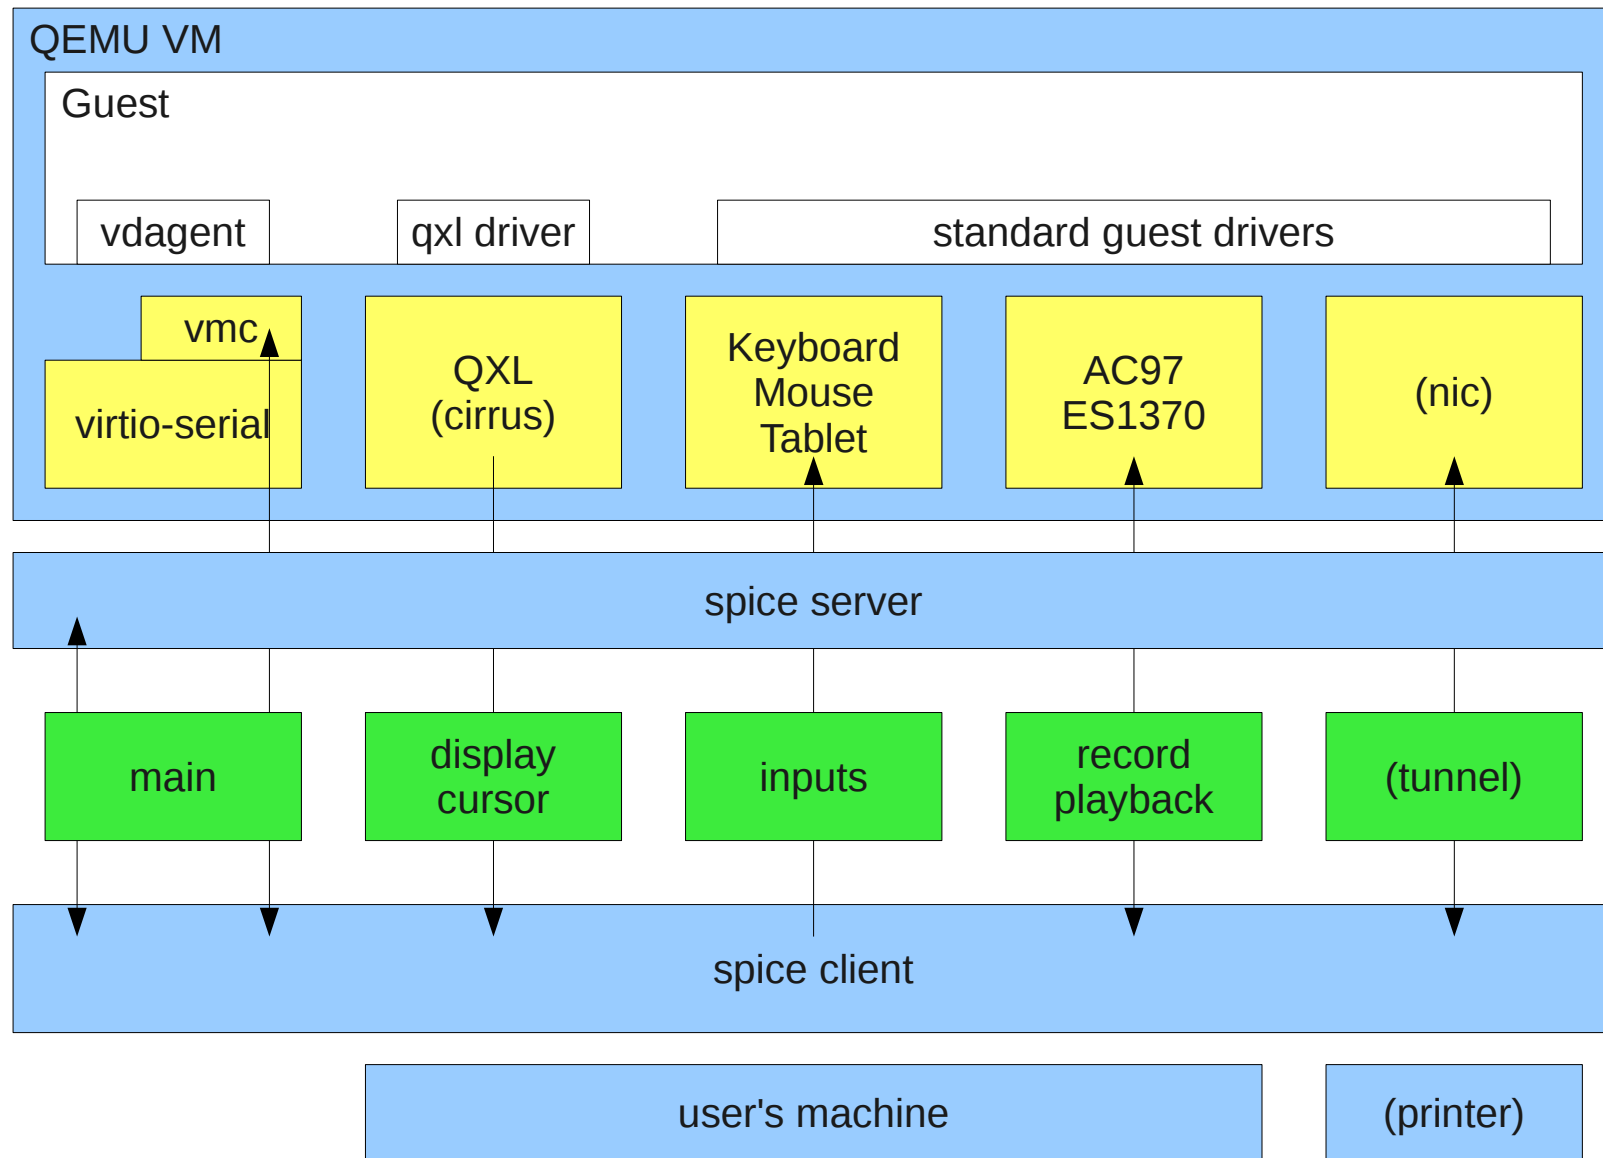 QEMU VM
Guest
vdagent
qxl driver
standard guest drivers
vmc
virtio-serial
QXL
(cirrus)
Keyboard
Mouse
Tablet
AC97
ES1370
(nic)
spice server
main
display
cursor
inputs
record
playback
(tunnel)
spice client
user's machine
(printer)